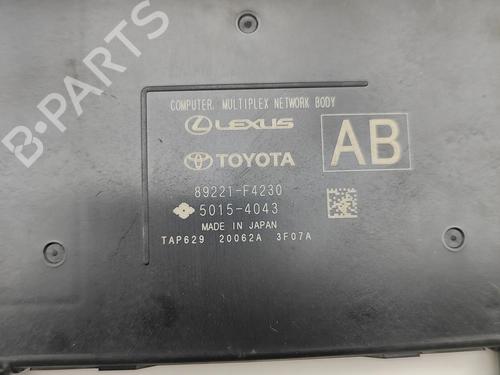 B-PARTS
COMPUTER, MULTIPLEX NETWORK BODY
LEXUS
TOYOTA
AB
89221-F4230
5015-4043
MADE IN JAPAN
TAP629 20062A 3F07A